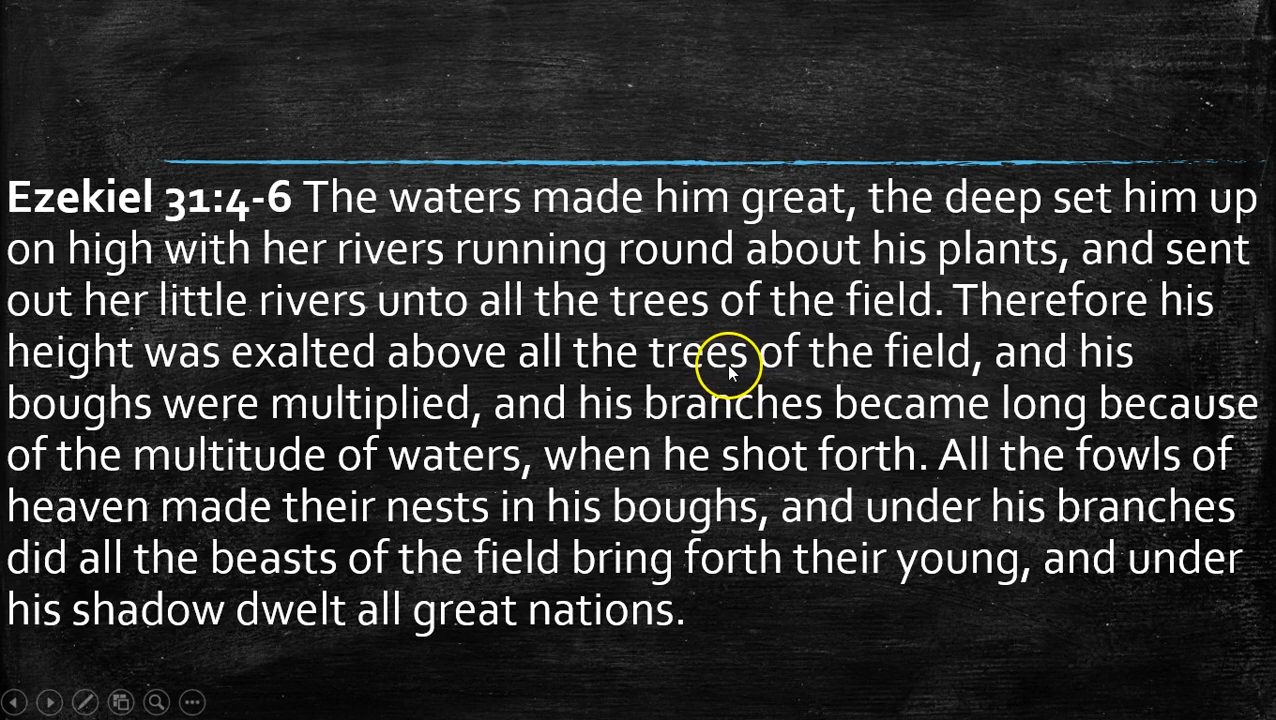 Ezekiel 31:4-6 The waters made him great, the deep set him up
on high with her rivers running round about his plants, and sent
out her little rivers unto all the trees of the field. Therefore his
height was exalted above all the trees of the field, and his
boughs were multiplied, and his branches became long because
of the multitude of waters, when he shot forth. All the fowls of
heaven made their nests in his boughs, and under his branches
did all the beasts of the field bring forth their young, and under
his shadow dwelt all great nations.